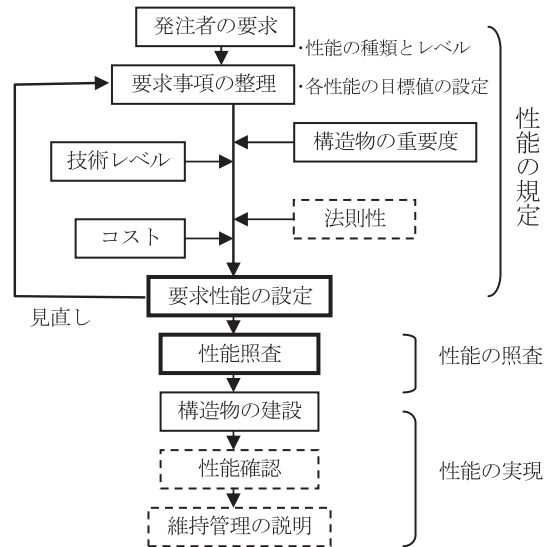 発注者の要求
・性能の種類とレベル
要求事項の整理
・各性能の目標値の設定
構造物の重要度
技術レベル
法則性
コスト
要求性能の設定
見直し
性能の規定
性能照査
性能の照査
構造物の建設
性能確認
性能の実現
維持管理の説明